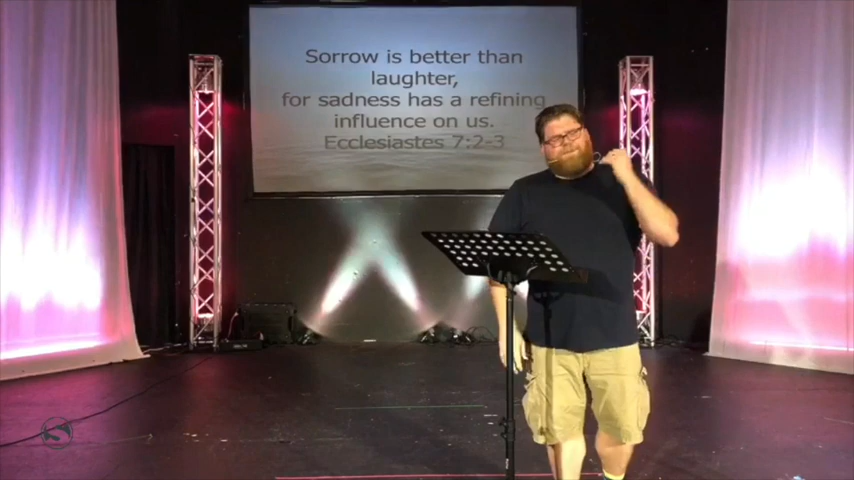 Sorrow is better than
laughter,
for sadness has a refining
influence on us.
Ecclesiastes 7:2-3